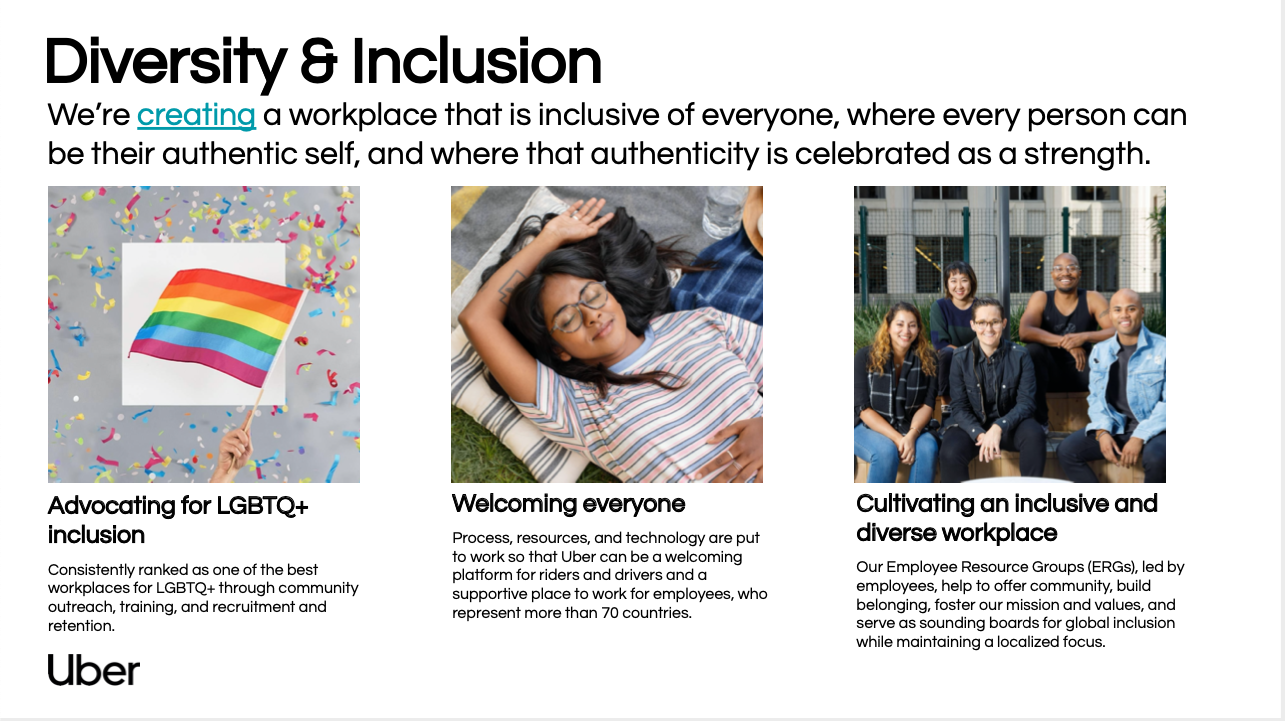 Diversity & Inclusion
We’re creating a workplace that is inclusive of everyone, where every person can
be their authentic self, and where that authenticity is celebrated as a strength.
Advocating for LGBTQ+
inclusion
Consistently ranked as one of the best
workplaces for LGBTQ+ through community
outreach, training, and recruitment and
retention.
Welcoming everyone
Process, resources, and technology are put
to work so that Uber can be a welcoming
platform for riders and drivers and a
supportive place to work for employees, who
represent more than 70 countries.
Cultivating an inclusive and
diverse workplace
Our Employee Resource Groups (ERGs), led by
employees, help to offer community, build
belonging, foster our mission and values, and
serve as sounding boards for global inclusion
while maintaining a localized focus.
Uber